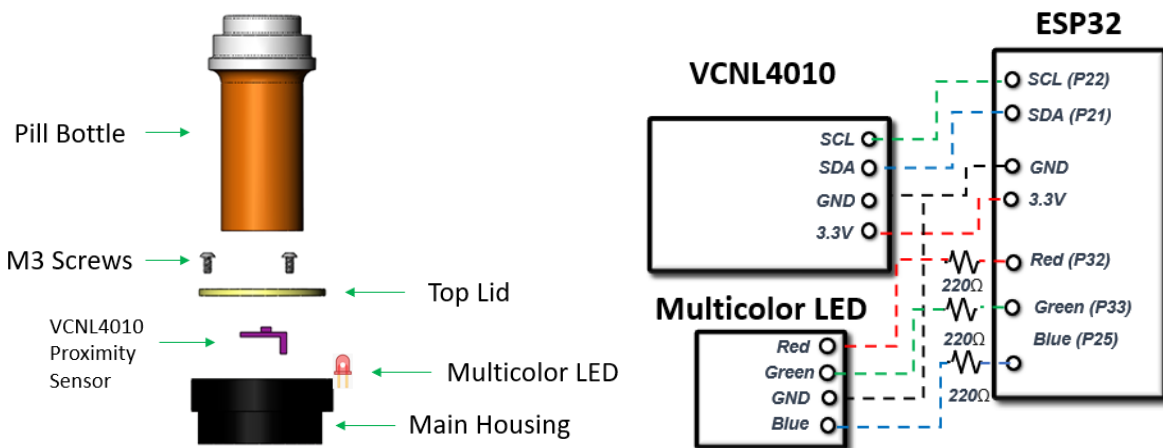 Pill Bottle
M3 Screws
Top Lid
VCNL4010
Proximity
Sensor
Multicolor LED
Main Housing
ESP32
VCNL4010
SCL (P22)
SDA (P21)
GND
3.3V
Red (P32)
Green (P33)
Blue (P25)
SCL
SDA
GND
3.3V
220Ω
220Ω
220Ω
Multicolor LED
Red
Green
GND
Blue